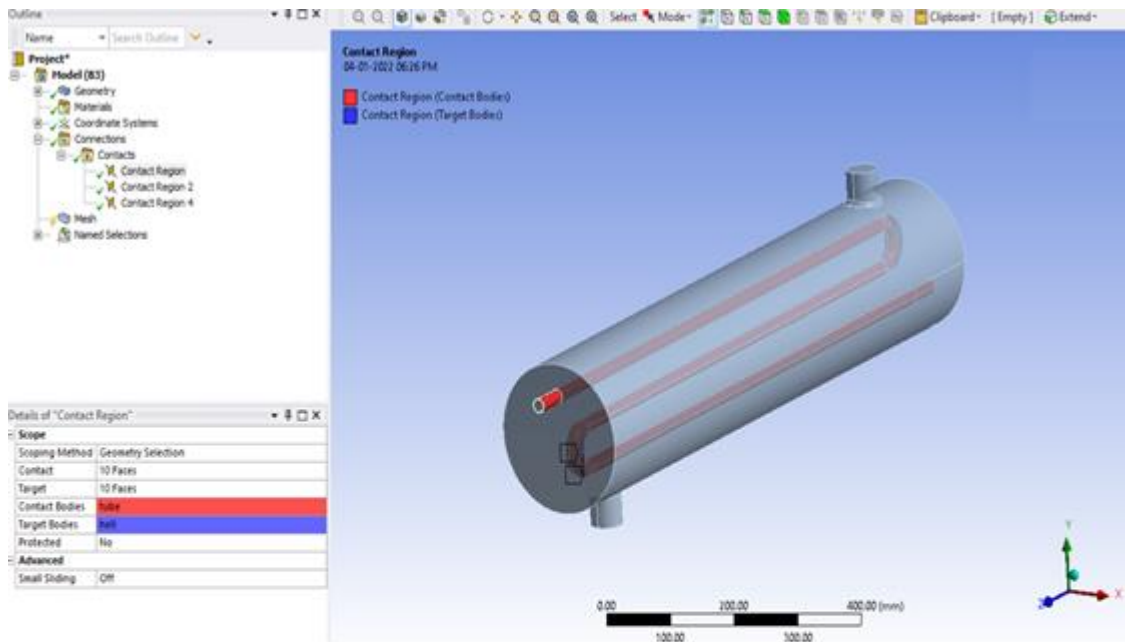 Outline
Name Search Outline
Project*
Model (B3)
Geometry
Materials
Coordinate Systems
Connections
Contacts
Contact Region
Contact Region 2
Contact Region 4
Mesh
Named Selections
Details of "Contact Region"
Scope
Scoping Method Geometry Selection
Contact 10 Faces
Target 10 Faces
Contact Bodies tube
Target Bodies
Protected No
Advanced
Small Sliding Off
Select Mode Clipboard [Empty] Extend
Contact Region
04-01-2022 06:26 PM
Contact Region (Contact Bodies)
Contact Region (Target Bodies)
0.00 200.00 400.00 (mm)
100.00 300.00
Y
X
Z